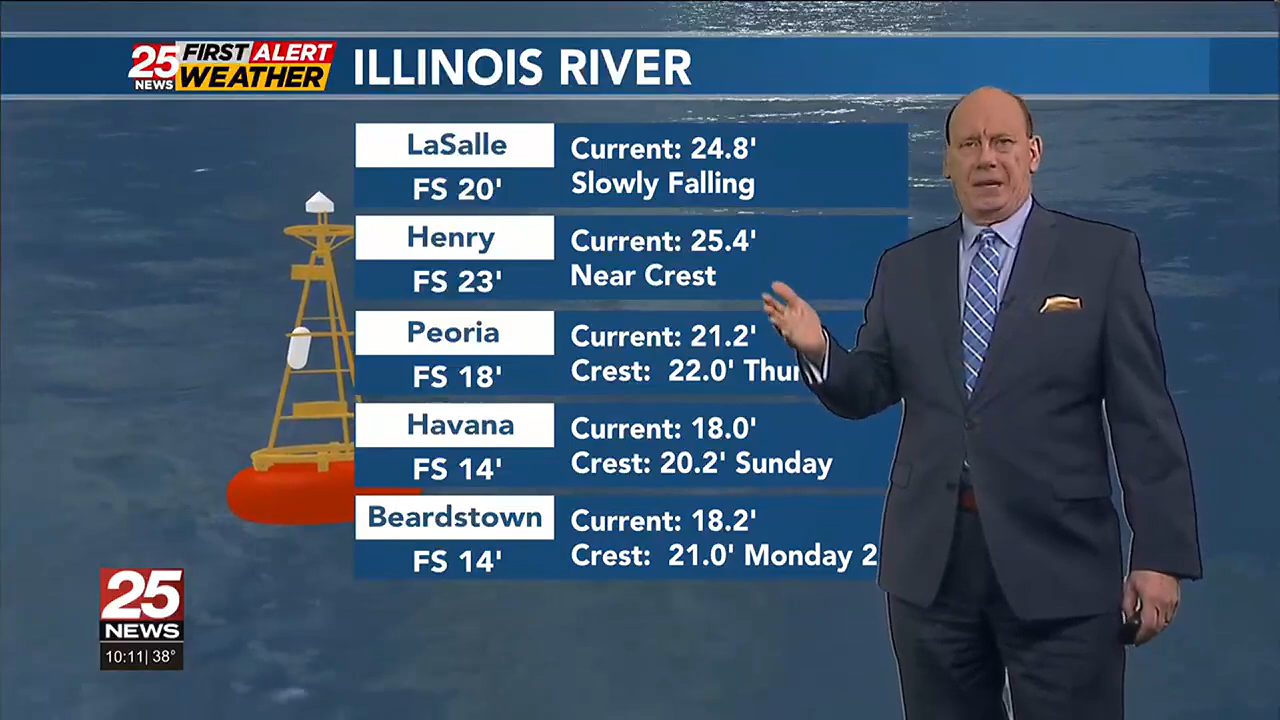 25 NEWS
FIRST ALERT
WEATHER
ILLINOIS RIVER
LaSalle
FS 20'
Current: 24.8'
Slowly Falling
Henry
FS 23'
Current: 25.4'
Near Crest
Peoria
FS 18'
Current: 21.2'
Crest: 22.0'
Havana
FS 14'
Current: 18.0'
Crest: 20.2' Sunday
Beardstown
FS 14'
Current: 18.2'
Crest: 21.0' Monday
25
NEWS
10:11| 38°